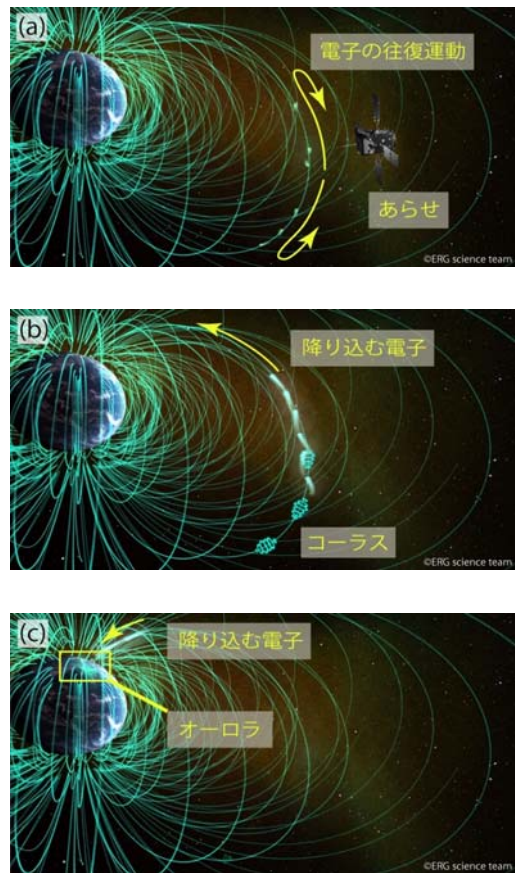 (a)
電子の往復運動
あらせ
©ERG science team
(b)
降り込む電子
コーラス
©ERG science team
(c)
降り込む電子
オーロラ
©ERG science team